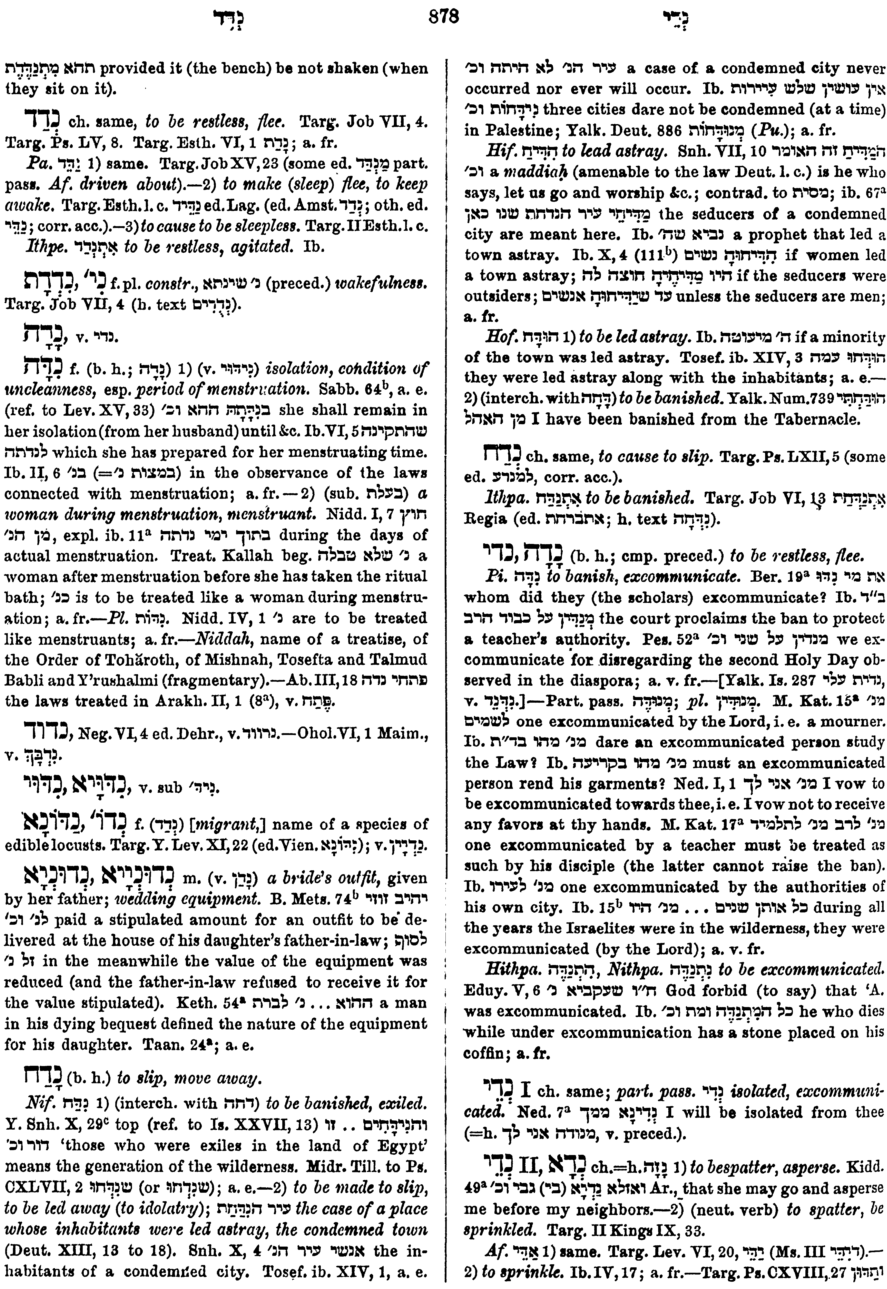 נְדַד 878 נְדֵי
תהא מִתְנַדֶּדֶת provided it (the bench) be not shaken (when
they sit on it).
נְדַד ch. same, to be restless, flee. Targ. Job VII, 4.
Targ. Ps. LV, 8. Targ. Esth. VI, 1 נַדַּת; a. fr.
Pa. נַדֵּד 1) same. Targ. Job XV, 23 (some ed. מְנַדַּד part.
pass. Af. driven about).—2) to make (sleep) flee, to keep
awake. Targ. Esth. l. c. נַדֵּיד ed. Lag. (ed. Amst. נַדֵּד; oth. ed.
נַדֵּי; corr. acc.).—3) to cause to be sleepless. Targ. II Esth. l. c.
Ithpe. אִתְנְדַד to be restless, agitated. Ib.
נַדְדַת, נִ׳ f. pl. constr., נ׳ שינתא (preced.) wakefulness.
Targ. Job VII, 4 (h. text נְדֻדִים).
נָדָה, v. נדי.
נִדָּה f. (b. h.; נָדָה) 1) (v. נִידּוּי) isolation, condition of
uncleanness, esp. period of menstruation. Sabb. 64ᵇ, a. e.
(ref. to Lev. XV, 33) בנִדָּתָהּ תהא וכ׳ she shall remain in
her isolation (from her husband) until &c. Ib. VI, 5 שהתקינה
לנדתה which she has prepared for her menstruating time.
Ib. II, 6 בנ׳ (=במצות נ׳) in the observance of the laws
connected with menstruation; a. fr.—2) (sub. בעלת) a
woman during menstruation, menstruant. Nidd. I, 7 חוץ
מן הנ׳, expl. ib. 11ᵃ בתוך ימי נדתה during the days of
actual menstruation. Treat. Kallah beg. נ׳ שלא טבלה a
woman after menstruation before she has taken the ritual
bath; כנ׳ is to be treated like a woman during menstru-
ation; a. fr.—Pl. נִדּוֹת. Nidd. IV, 1 נ׳ are to be treated
like menstruants; a. fr.—Niddah, name of a treatise, of
the Order of Tohăroth, of Mishnah, Tosefta and Talmud
Babli and Y'rushalmi (fragmentary).—Ab. III, 18 פתחי נדה
the laws treated in Arakh. II, 1 (8ᵃ), v. פֶּתַח.
נדוד, Neg. VI, 4 ed. Dehr., v. נרווד.—Ohol. VI, 1 Maim.,
v. נִדְבָּךְ.
נִדּוּיָא, נִדּוּי, v. sub נִידּ׳.
נַדּוֹנָא, נַדּוֹ׳ f. (נָדַד) [migrant,] name of a species of
edible locusts. Targ. Y. Lev. XI, 22 (ed. Vien. נִדּוֹנָא); v. נַדְיָין.
נְדוּנְיָיא, נְדוּנְיָא m. (v. נָדָן) a bride's outfit, given
by her father; wedding equipment. B. Mets. 74ᵇ יהיב זוזי
לנ׳ וכ׳ paid a stipulated amount for an outfit to be de-
livered at the house of his daughter's father-in-law; לסוף
זל נ׳ in the meanwhile the value of the equipment was
reduced (and the father-in-law refused to receive it for
the value stipulated). Keth. 54ᵃ ההוא ... נ׳ לברת a man
in his dying bequest defined the nature of the equipment
for his daughter. Taan. 24ᵃ; a. e.
נָדַח (b. h.) to slip, move away.
Nif. נִדַּח 1) (interch. with דחה) to be banished, exiled.
Y. Snh. X, 29ᶜ top (ref. to Is. XXVII, 13) והנידחים .. זו
דור וכ׳ 'those who were exiles in the land of Egypt'
means the generation of the wilderness. Midr. Till. to Ps.
CXLVII, 2 שנדחו (or שנדחו); a. e.—2) to be made to slip,
to be led away (to idolatry); עיר הנִדַּחַת the case of a place
whose inhabitants were led astray, the condemned town
(Deut. XIII, 13 to 18). Snh. X, 4 אנשי עיר הנ׳ the in-
habitants of a condemned city. Tosef. ib. XIV, 1, a. e.
עיר הנ׳ לא היתה וכ׳ a case of a condemned city never
occurred nor ever will occur. Ib. אין עושין שלש עיירות
נִידָּחוֹת וכ׳ three cities dare not be condemned (at a time)
in Palestine; Yalk. Deut. 886 מְנוּדָּחוֹת (Pu.); a. fr.
Hif. הִדִּיחַ to lead astray. Snh. VII, 10 הַמַּדִּיחַ זה האומר
וכ׳ a maddiaḥ (amenable to the law Deut. l. c.) is he who
says, let us go and worship &c.; contrad. to מסית; ib. 67ᵃ
מַדִּיחֵי עיר הנדחת שנו כאן the seducers of a condemned
city are meant here. Ib. נביא שה׳ a prophet that led a
town astray. Ib. X, 4 (111ᵇ) הִדִּיחוּהָ נשים if women led
a town astray; היו מַדִּיחֶיהָ חוצה לה if the seducers were
outsiders; עד שיַּדִּיחוּהָ אנשים unless the seducers are men;
a. fr.
Hof. הוּדַּח 1) to be led astray. Ib. ה׳ מיעוטה if a minority
of the town was led astray. Tosef. ib. XIV, 3 הודחו עמה
they were led astray along with the inhabitants; a. e.—
2) (interch. with דָּחָה) to be banished. Yalk. Num. 739 הוּדַּחְתִּי
מן האהל I have been banished from the Tabernacle.
נְדַח ch. same, to cause to slip. Targ. Ps. LXII, 5 (some
ed. למנדע, corr. acc.).
Ithpa. אִתְנַדַּח to be banished. Targ. Job VI, 13 אִתְנַדַּחַת
Regia (ed. אתברחת; h. text נִדְּחָה).
נָדָה, נדי (b. h.; cmp. preced.) to be restless, flee.
Pi. נִדָּה to banish, excommunicate. Ber. 19ᵃ את מי נִדּוּ
whom did they (the scholars) excommunicate? Ib. ב״ד
מְנַדִּין על כבוד הרב the court proclaims the ban to protect
a teacher's authority. Pes. 52ᵃ מנדין על שני וכ׳ we ex-
communicate for disregarding the second Holy Day ob-
served in the diaspora; a. v. fr.—[Yalk. Is. 287 נדית עלי,
v. נִדְנֵד.]—Part. pass. מְנוּדֶּה; pl. מְנוּדִּין. M. Kat. 15ᵃ מנ׳
לשמים one excommunicated by the Lord, i. e. a mourner.
Ib. מנ׳ מהו בד״ת dare an excommunicated person study
the Law? Ib. מנ׳ מהו בקריעה must an excommunicated
person rend his garments? Ned. I, 1 מנ׳ אני לך I vow to
be excommunicated towards thee, i. e. I vow not to receive
any favors at thy hands. M. Kat. 17ᵃ מנ׳ לרב מנ׳ לתלמיד
one excommunicated by a teacher must be treated as
such by his disciple (the latter cannot raise the ban).
Ib. מנ׳ לעירו one excommunicated by the authorities of
his own city. Ib. 15ᵇ כל אותן שנים ... מנ׳ היו during all
the years the Israelites were in the wilderness, they were
excommunicated (by the Lord); a. v. fr.
Hithpa. הִתְנַדֶּה, Nithpa. נִתְנַדֶּה to be excommunicated.
Eduy. V, 6 ח״ו שעקביא נ׳ God forbid (to say) that 'A.
was excommunicated. Ib. כל המִתְנַדֶּה ומת וכ׳ he who dies
while under excommunication has a stone placed on his
coffin; a. fr.
נְדֵי I ch. same; part. pass. נְדֵי isolated, excommuni-
cated. Ned. 7ᵃ נְדֵינָא ממך I will be isolated from thee
(=h. מנודה אני לך, v. preced.).
נְדֵי II, נְדָא ch.=h. נָזָה 1) to bespatter, asperse. Kidd.
49ᵃ ואזלא נַדְיָא (בי) גבי וכ׳ Ar., that she may go and asperse
me before my neighbors.—2) (neut. verb) to spatter, be
sprinkled. Targ. II Kings IX, 33.
Af. אַדֵּי 1) same. Targ. Lev. VI, 20, יַדֵּי (Ms. III דְיַדֵּי).—
2) to sprinkle. Ib. IV, 17; a. fr.—Targ. Ps. CXVIII, 27 ותדון